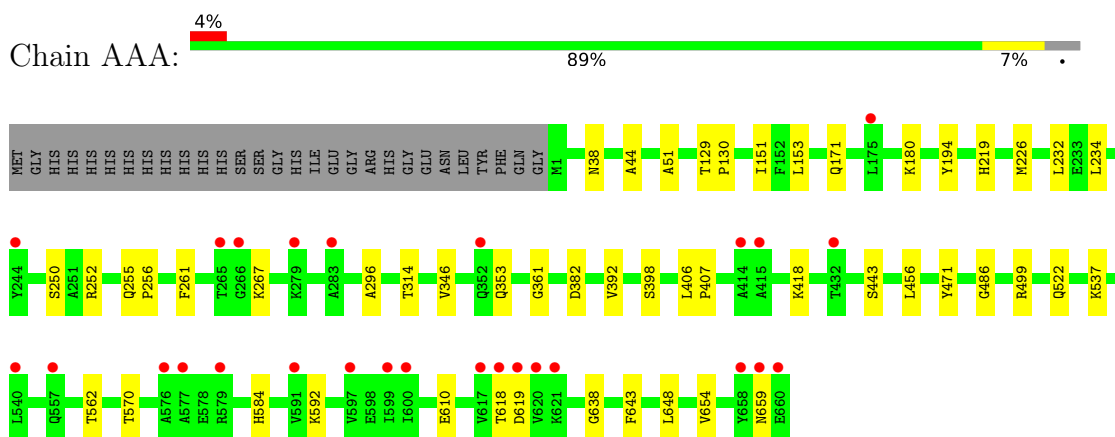 4%
Chain AAA:
89% 7% •
MET GLY HIS HIS HIS HIS HIS HIS HIS HIS HIS HIS SER SER GLY HIS ILE GLU GLY ARG HIS GLY GLU ASN LEU TYR PHE GLN GLY M1 N38 A44 A51 T129 P130 I151 F152 L153 Q171 L175 K180 Y194 H219 M226 L232 E233 L234
Y244 S250 A251 R252 Q255 P256 F261 T265 G266 K267 K279 A283 A296 T314 V346 Q352 Q353 G361 D382 V392 S398 L406 P407 A414 A415 K418 T432 S443 L456 Y471 G486 R499 Q522 K537
L540 Q557 T562 T570 A576 A577 E578 R579 H584 V591 K592 V597 E598 I599 I600 E610 V617 T618 D619 V620 K621 G638 F643 L648 V654 Y658 N659 E660